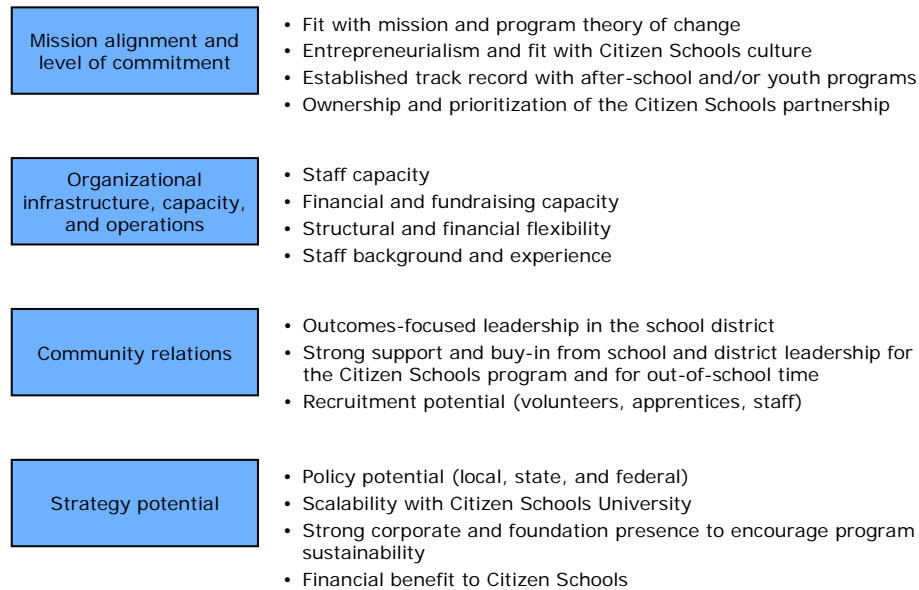 Mission alignment and
level of commitment
• Fit with mission and program theory of change
• Entrepreneurialism and fit with Citizen Schools culture
• Established track record with after-school and/or youth programs
• Ownership and prioritization of the Citizen Schools partnership
Organizational
infrastructure, capacity,
and operations
• Staff capacity
• Financial and fundraising capacity
• Structural and financial flexibility
• Staff background and experience
Community relations
• Outcomes-focused leadership in the school district
• Strong support and buy-in from school and district leadership for
the Citizen Schools program and for out-of-school time
• Recruitment potential (volunteers, apprentices, staff)
Strategy potential
• Policy potential (local, state, and federal)
• Scalability with Citizen Schools University
• Strong corporate and foundation presence to encourage program
sustainability
• Financial benefit to Citizen Schools